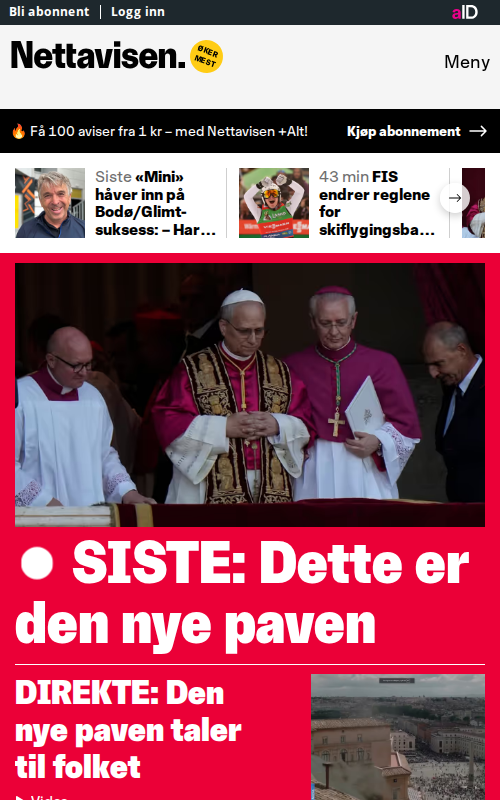 Bli abonnent | Logg inn
aID
Nettavisen.
ØKER
MEST
Meny
🔥 Få 100 aviser fra 1 kr – med Nettavisen +Alt!
Kjøp abonnement →
Siste «Mini»
håver inn på
Bodø/Glimt-
suksess: – Har…
43 min FIS
endrer reglene
for
skiflygingsba…
SISTE: Dette er
den nye paven
DIREKTE: Den
nye paven taler
til folket
Video